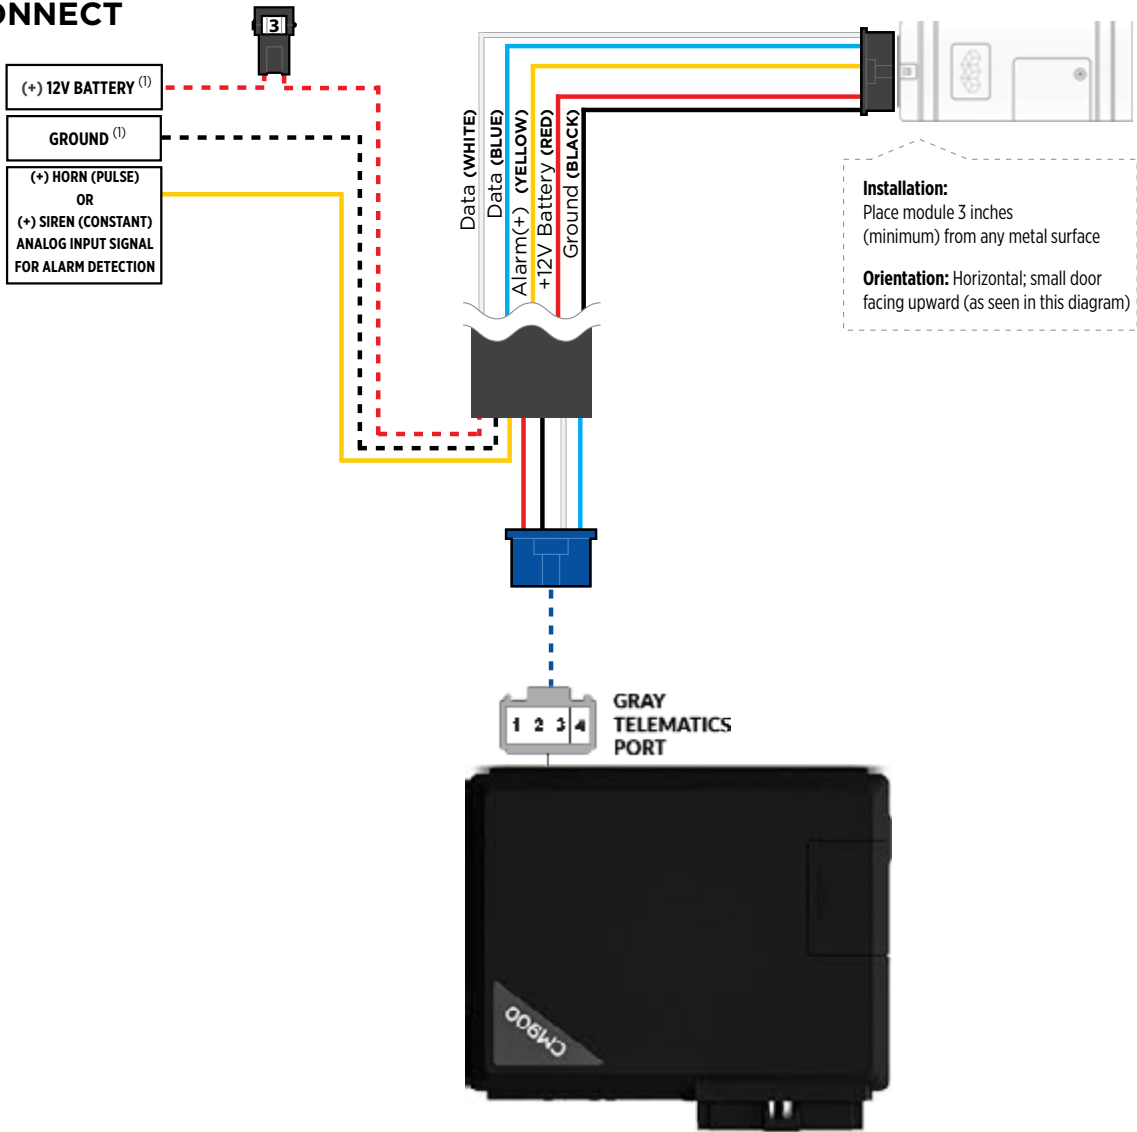 ONNECT
3
(+) 12V BATTERY (1)
GROUND (1)
(+) HORN (PULSE)
OR
(+) SIREN (CONSTANT)
ANALOG INPUT SIGNAL
FOR ALARM DETECTION
Data (WHITE)
Data (BLUE)
Alarm(+) (YELLOW)
+12V Battery (RED)
Ground (BLACK)
Installation:
Place module 3 inches
(minimum) from any metal surface
Orientation: Horizontal; small door
facing upward (as seen in this diagram)
1 2 3 4
GRAY
TELEMATICS
PORT
CM900